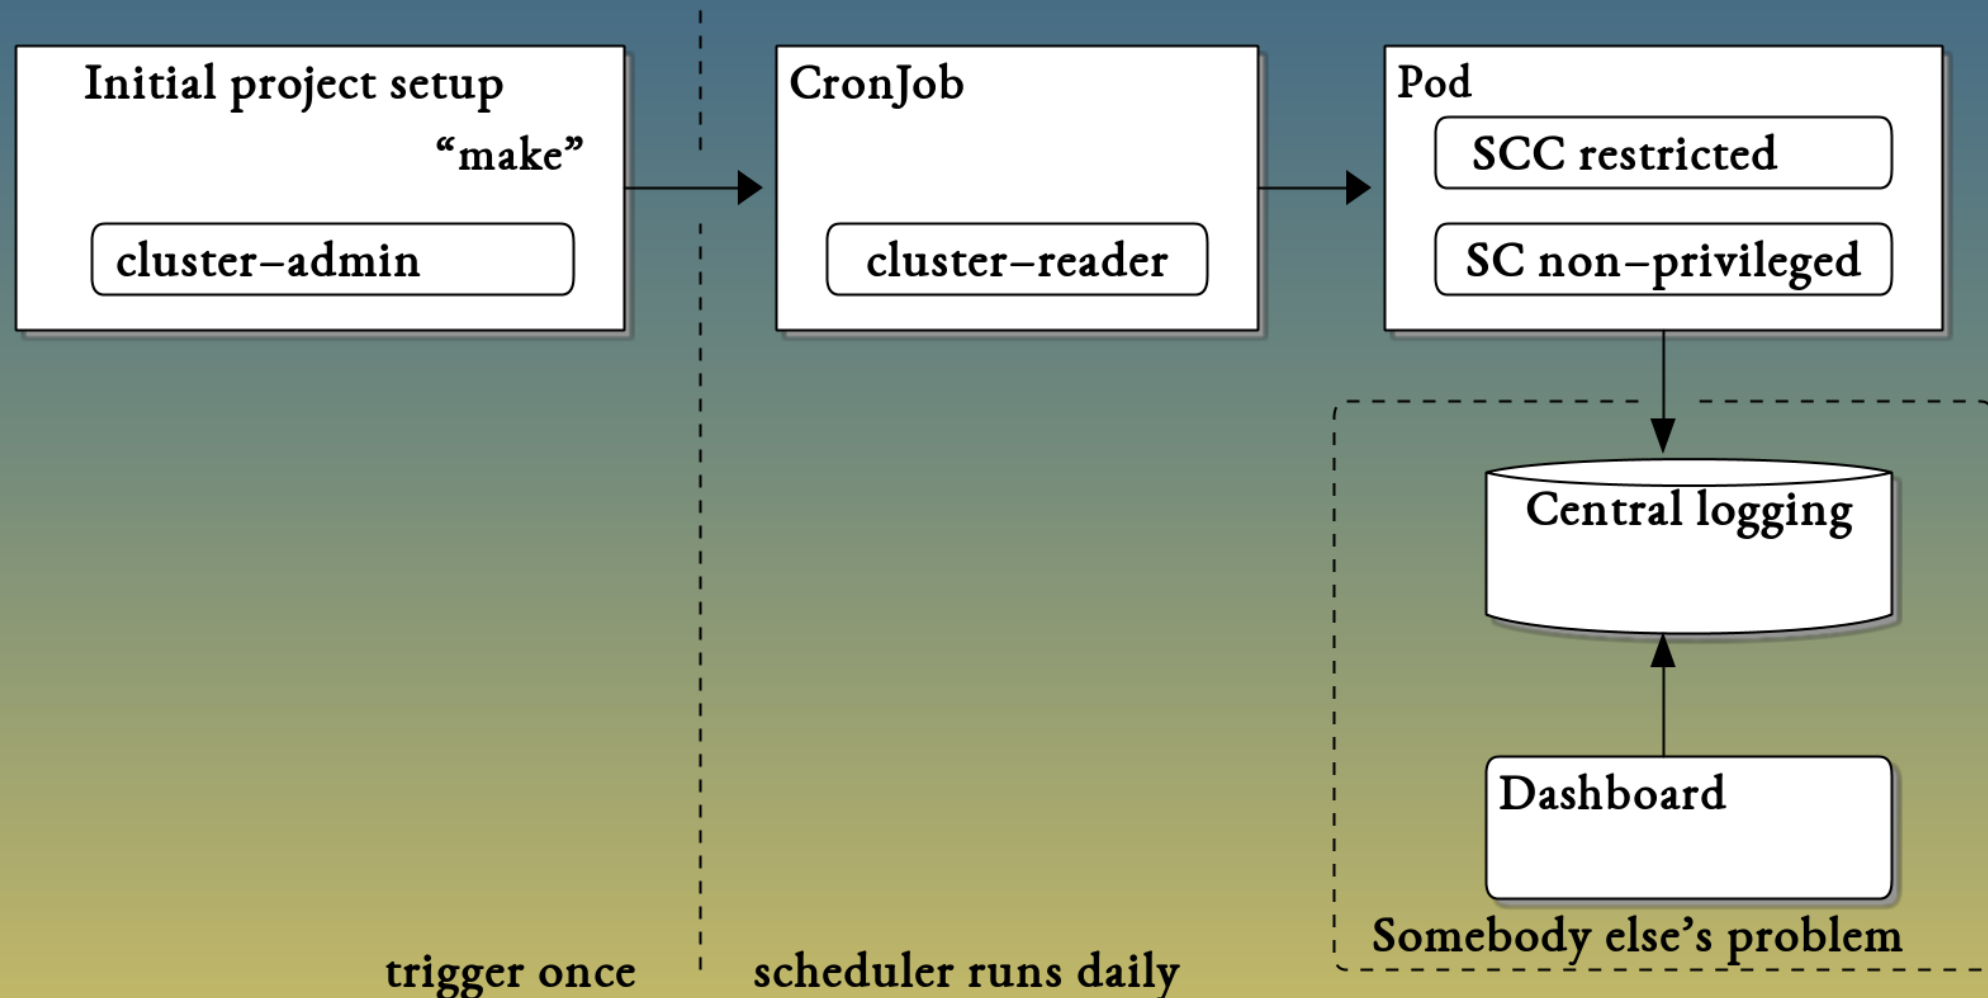 Initial project setup
“make”
cluster–admin
CronJob
cluster–reader
Pod
SCC restricted
SC non–privileged
Central logging
Dashboard
Somebody else’s problem
trigger once
scheduler runs daily